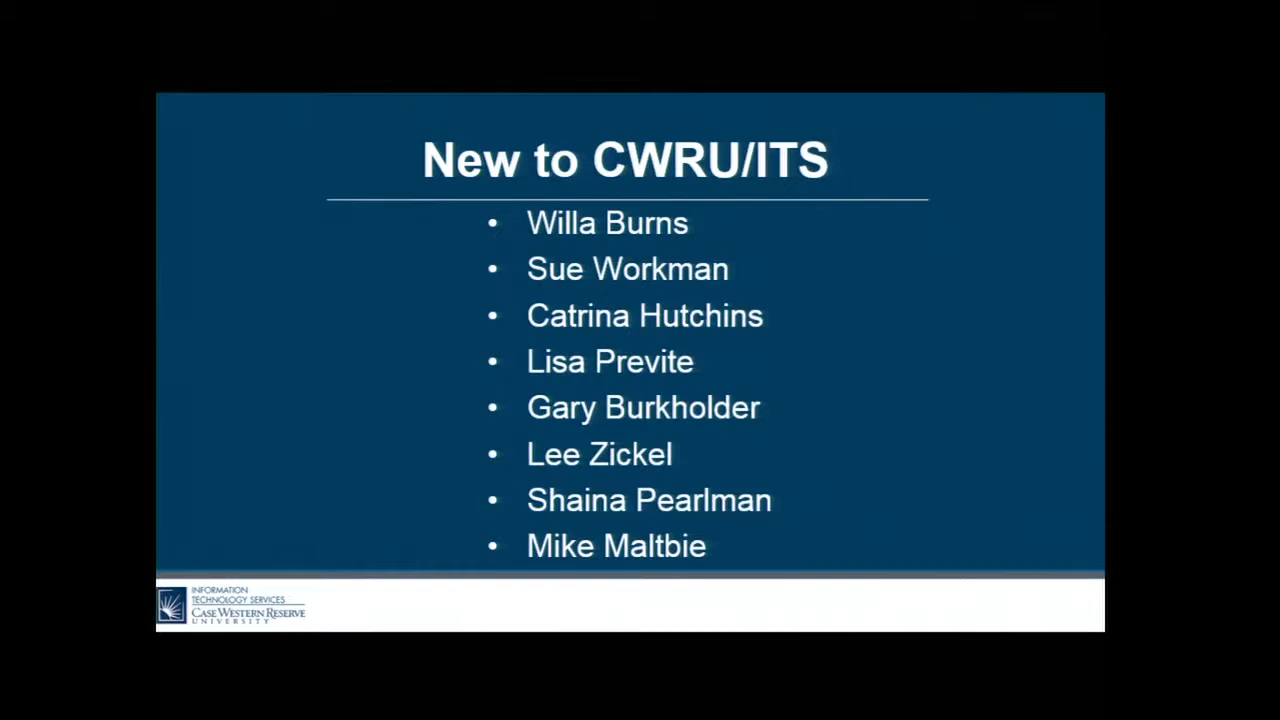 New to CWRU/ITS
• Willa Burns
• Sue Workman
• Catrina Hutchins
• Lisa Previte
• Gary Burkholder
• Lee Zickel
• Shaina Pearlman
• Mike Maltbie
INFORMATION
TECHNOLOGY SERVICES
CASE WESTERN RESERVE
UNIVERSITY